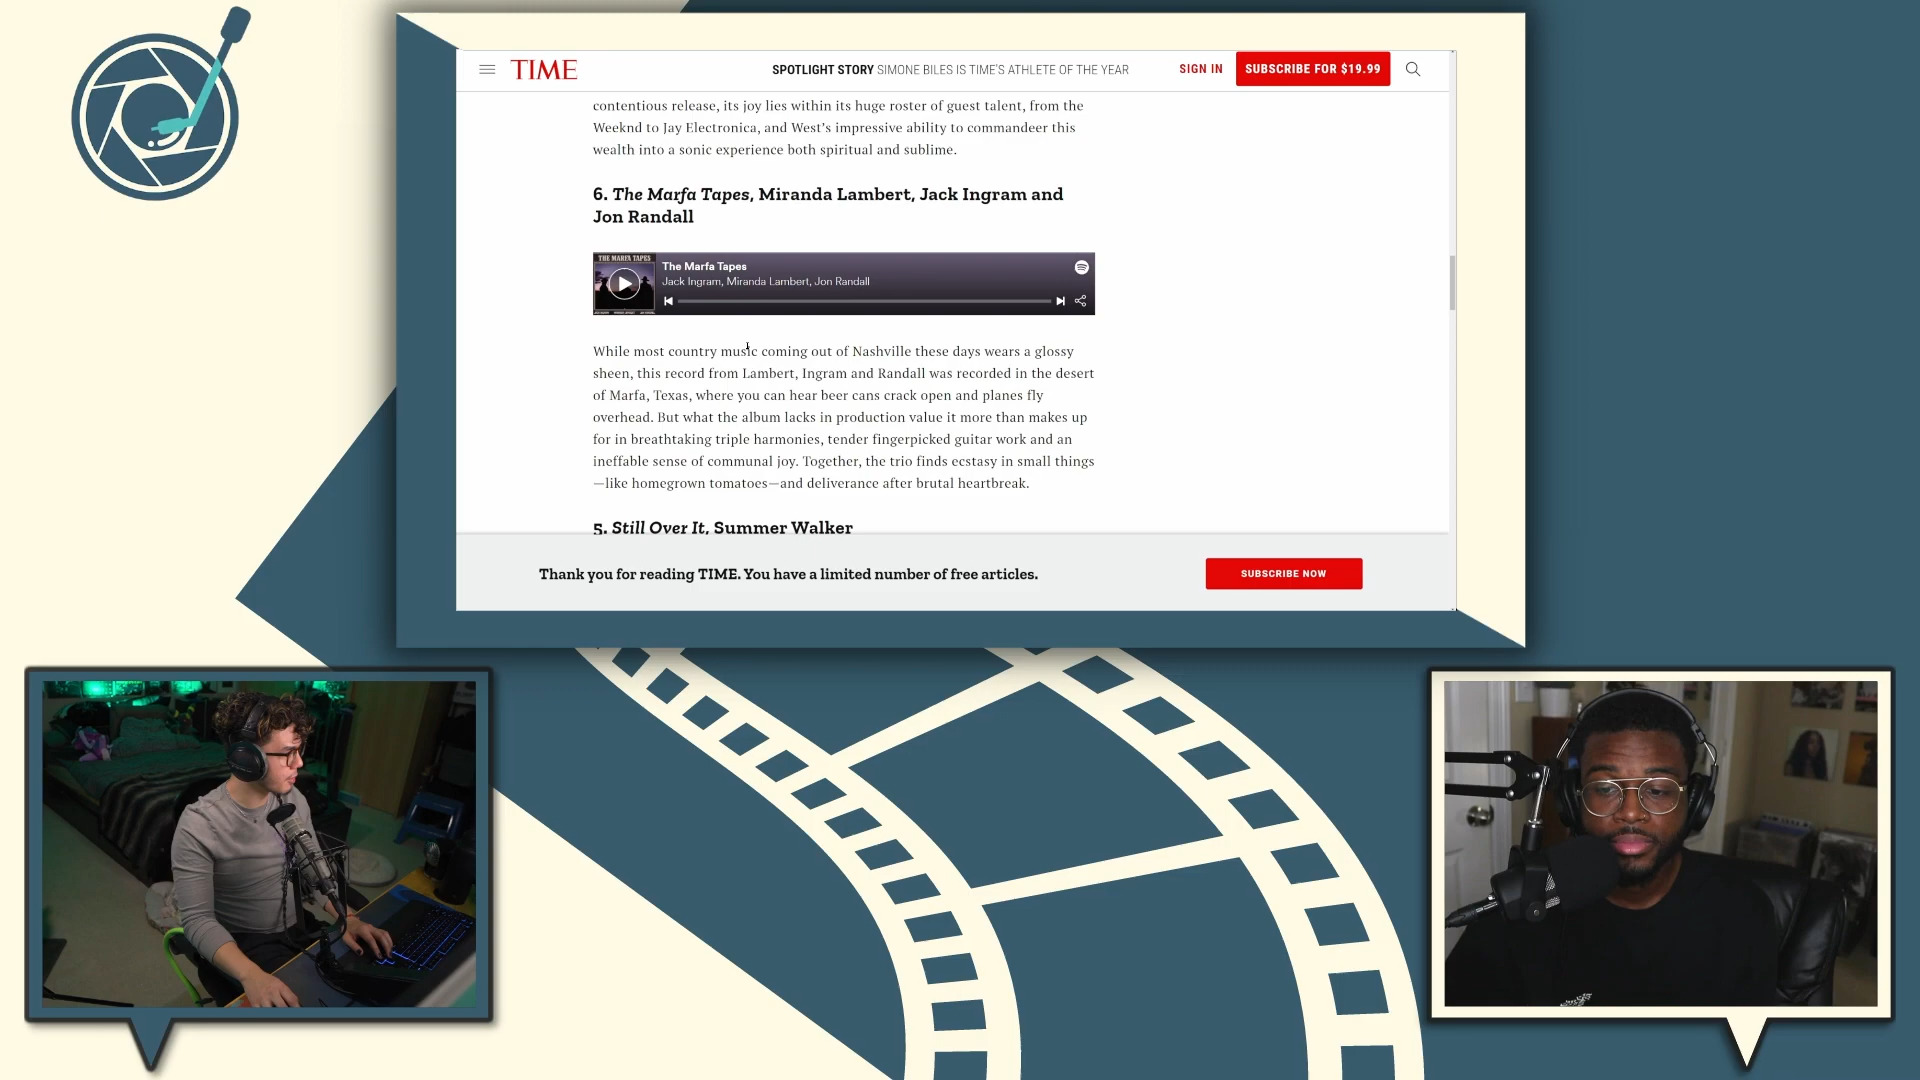 TIME
SPOTLIGHT STORY SIMONE BILES IS TIME'S ATHLETE OF THE YEAR
SIGN IN
SUBSCRIBE FOR $19.99
contentious release, its joy lies within its huge roster of guest talent, from the
Weeknd to Jay Electronica, and West's impressive ability to commandeer this
wealth into a sonic experience both spiritual and sublime.
6. The Marfa Tapes, Miranda Lambert, Jack Ingram and
Jon Randall
THE MARFA TAPES
The Marfa Tapes
Jack Ingram, Miranda Lambert, Jon Randall
While most country music coming out of Nashville these days wears a glossy
sheen, this record from Lambert, Ingram and Randall was recorded in the desert
of Marfa, Texas, where you can hear beer cans crack open and planes fly
overhead. But what the album lacks in production value it more than makes up
for in breathtaking triple harmonies, tender fingerpicked guitar work and an
ineffable sense of communal joy. Together, the trio finds ecstasy in small things
—like homegrown tomatoes—and deliverance after brutal heartbreak.
5. Still Over It, Summer Walker
Thank you for reading TIME. You have a limited number of free articles.
SUBSCRIBE NOW